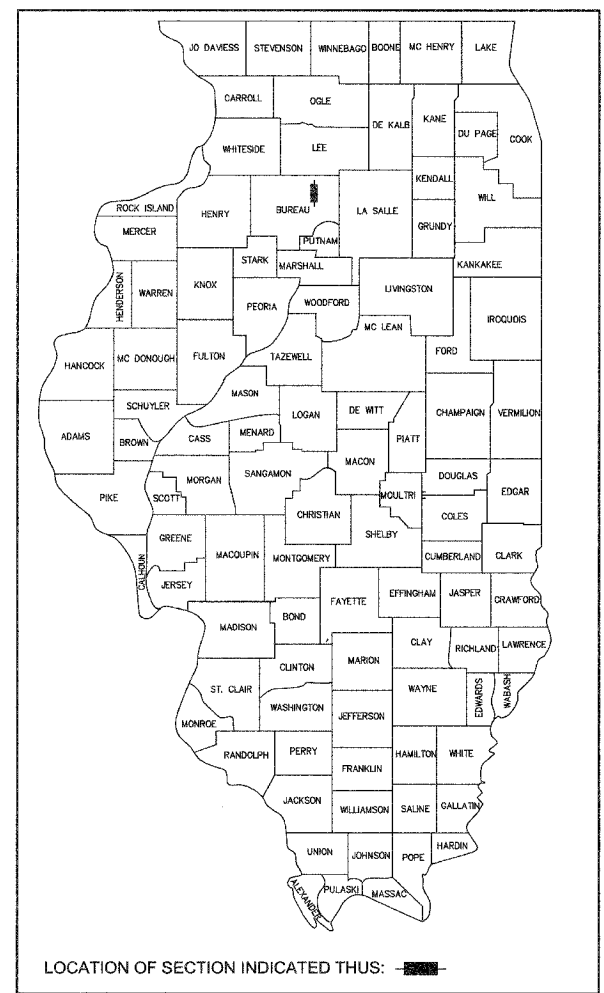 JO DAVIESS STEVENSON WINNEBAGO BOONE MC HENRY LAKE
CARROLL OGLE DE KALB KANE DU PAGE COOK
WHITESIDE LEE
KENDALL WILL
ROCK ISLAND HENRY BUREAU LA SALLE GRUNDY
MERCER PUTNAM
STARK MARSHALL KANKAKEE
HENDERSON WARREN KNOX PEORIA WOODFORD LIVINGSTON IROQUOIS
MC LEAN FORD
HANCOCK MC DONOUGH FULTON TAZEWELL
MASON
SCHUYLER LOGAN DE WITT CHAMPAIGN VERMILION
ADAMS BROWN CASS MENARD PIATT
MACON
PIKE SCOTT MORGAN SANGAMON DOUGLAS EDGAR
MOULTRI
CHRISTIAN COLES
GREENE SHELBY
CALHOUN JERSEY MACOUPIN MONTGOMERY CUMBERLAND CLARK
FAYETTE EFFINGHAM JASPER CRAWFORD
MADISON BOND
CLAY RICHLAND LAWRENCE
CLINTON MARION
ST. CLAIR WAYNE EDWARDS WABASH
WASHINGTON JEFFERSON
MONROE
RANDOLPH PERRY HAMILTON WHITE
FRANKLIN
JACKSON WILLIAMSON SALINE GALLATIN
UNION JOHNSON POPE HARDIN
ALEXANDER PULASKI MASSAC
LOCATION OF SECTION INDICATED THUS: